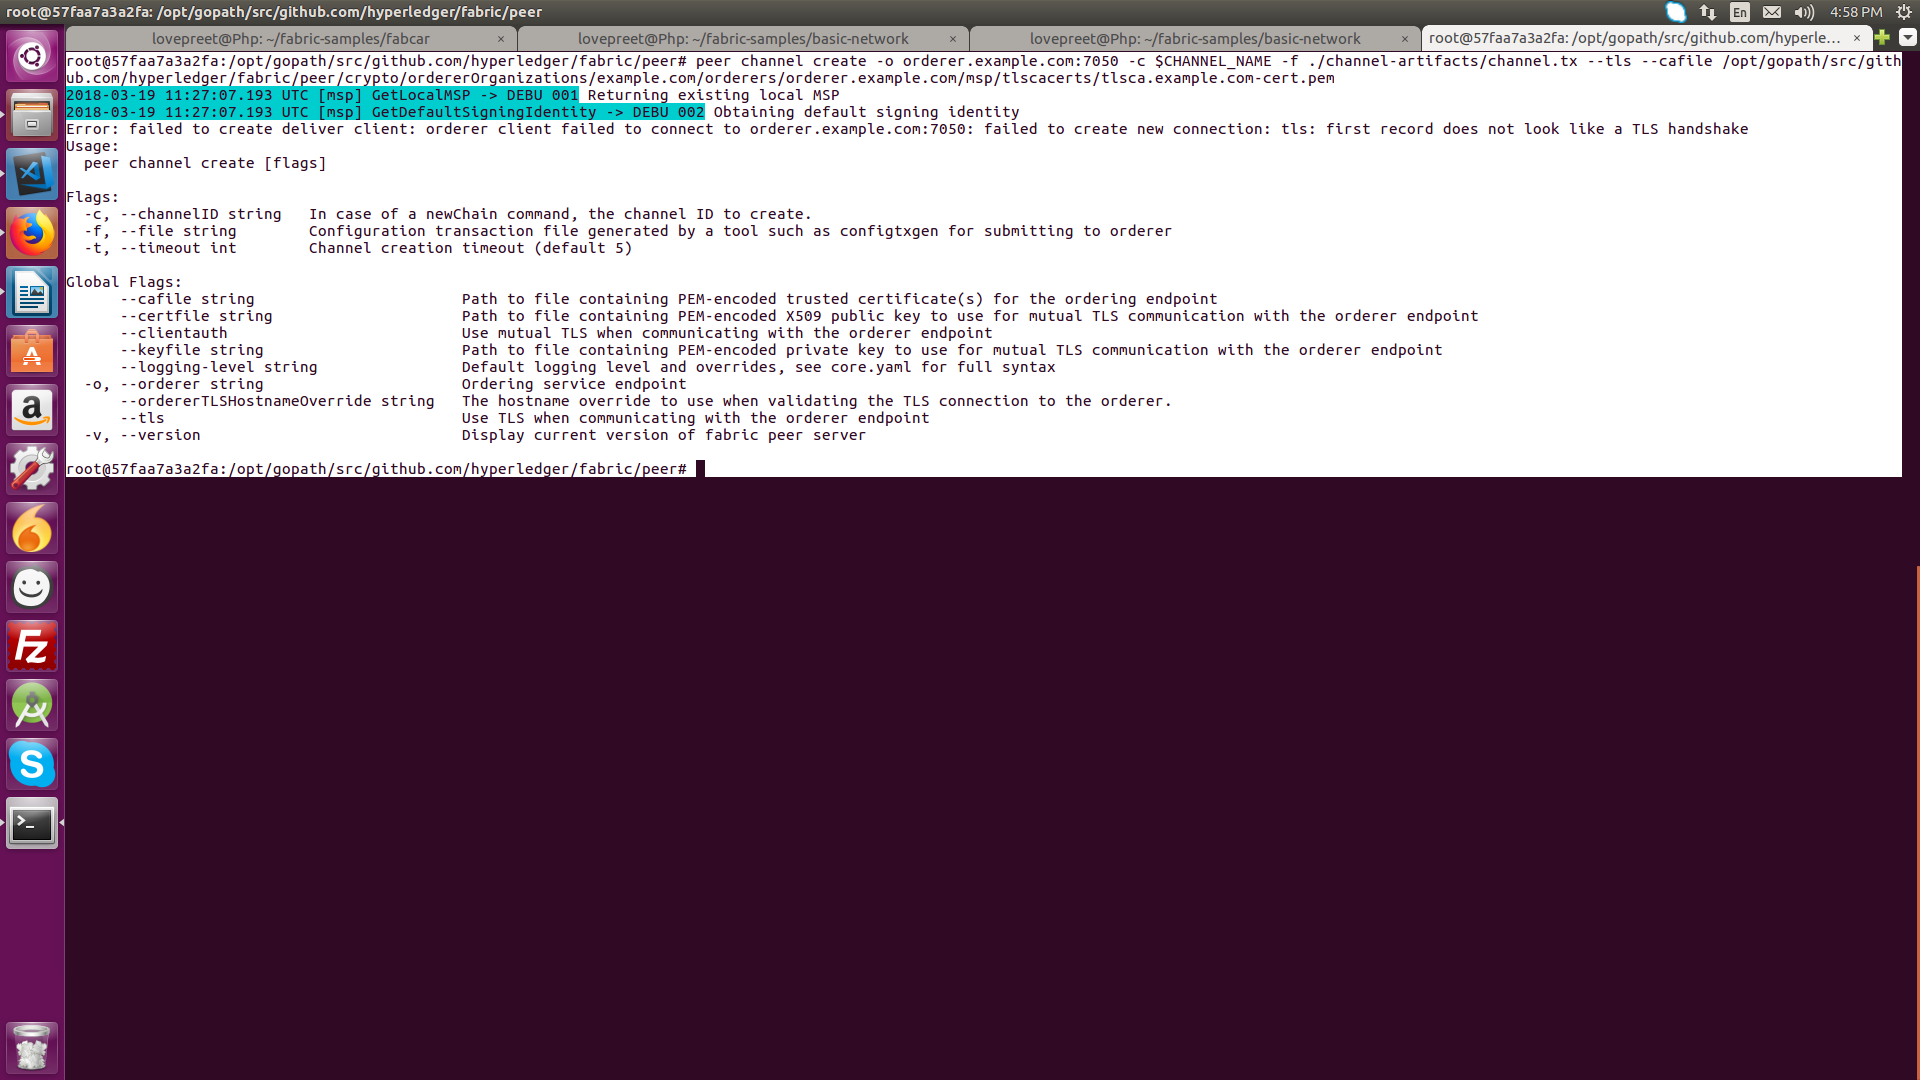 root@57faa7a3a2fa: /opt/gopath/src/github.com/hyperledger/fabric/peer
En
4:58 PM
lovepreet@Php: ~/fabric-samples/fabcar ×
lovepreet@Php: ~/fabric-samples/basic-network ×
lovepreet@Php: ~/fabric-samples/basic-network ×
root@57faa7a3a2fa: /opt/gopath/src/github.com/hyperle... ×
root@57faa7a3a2fa:/opt/gopath/src/github.com/hyperledger/fabric/peer# peer channel create -o orderer.example.com:7050 -c $CHANNEL_NAME -f ./channel-artifacts/channel.tx --tls --cafile /opt/gopath/src/gith
ub.com/hyperledger/fabric/peer/crypto/ordererOrganizations/example.com/orderers/orderer.example.com/msp/tlscacerts/tlsca.example.com-cert.pem
2018-03-19 11:27:07.193 UTC [msp] GetLocalMSP -> DEBU 001 Returning existing local MSP
2018-03-19 11:27:07.193 UTC [msp] GetDefaultSigningIdentity -> DEBU 002 Obtaining default signing identity
Error: failed to create deliver client: orderer client failed to connect to orderer.example.com:7050: failed to create new connection: tls: first record does not look like a TLS handshake
Usage:
  peer channel create [flags]
Flags:
  -c, --channelID string   In case of a newChain command, the channel ID to create.
  -f, --file string        Configuration transaction file generated by a tool such as configtxgen for submitting to orderer
  -t, --timeout int        Channel creation timeout (default 5)
Global Flags:
      --cafile string                       Path to file containing PEM-encoded trusted certificate(s) for the ordering endpoint
      --certfile string                     Path to file containing PEM-encoded X509 public key to use for mutual TLS communication with the orderer endpoint
      --clientauth                          Use mutual TLS when communicating with the orderer endpoint
      --keyfile string                      Path to file containing PEM-encoded private key to use for mutual TLS communication with the orderer endpoint
      --logging-level string                Default logging level and overrides, see core.yaml for full syntax
  -o, --orderer string                      Ordering service endpoint
      --ordererTLSHostnameOverride string   The hostname override to use when validating the TLS connection to the orderer.
      --tls                                 Use TLS when communicating with the orderer endpoint
  -v, --version                             Display current version of fabric peer server
root@57faa7a3a2fa:/opt/gopath/src/github.com/hyperledger/fabric/peer#
A
a
Fz
S
>_